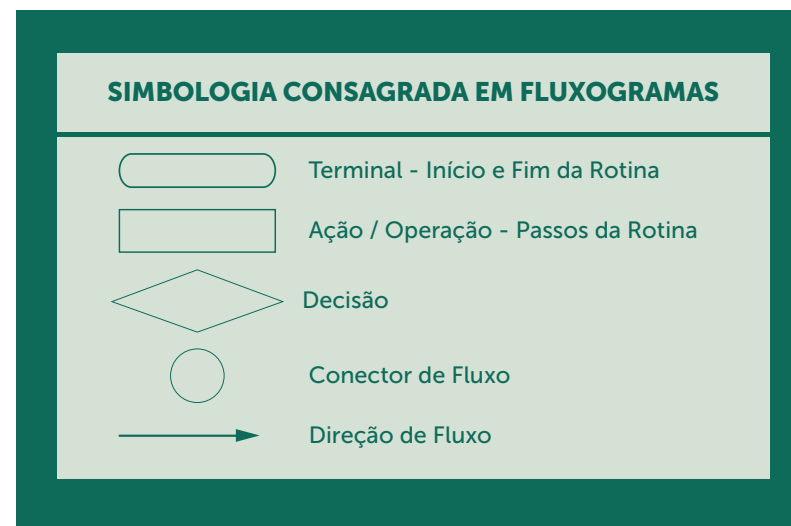 SIMBOLOGIA CONSAGRADA EM FLUXOGRAMAS
Terminal - Início e Fim da Rotina
Ação / Operação - Passos da Rotina
Decisão
Conector de Fluxo
Direção de Fluxo